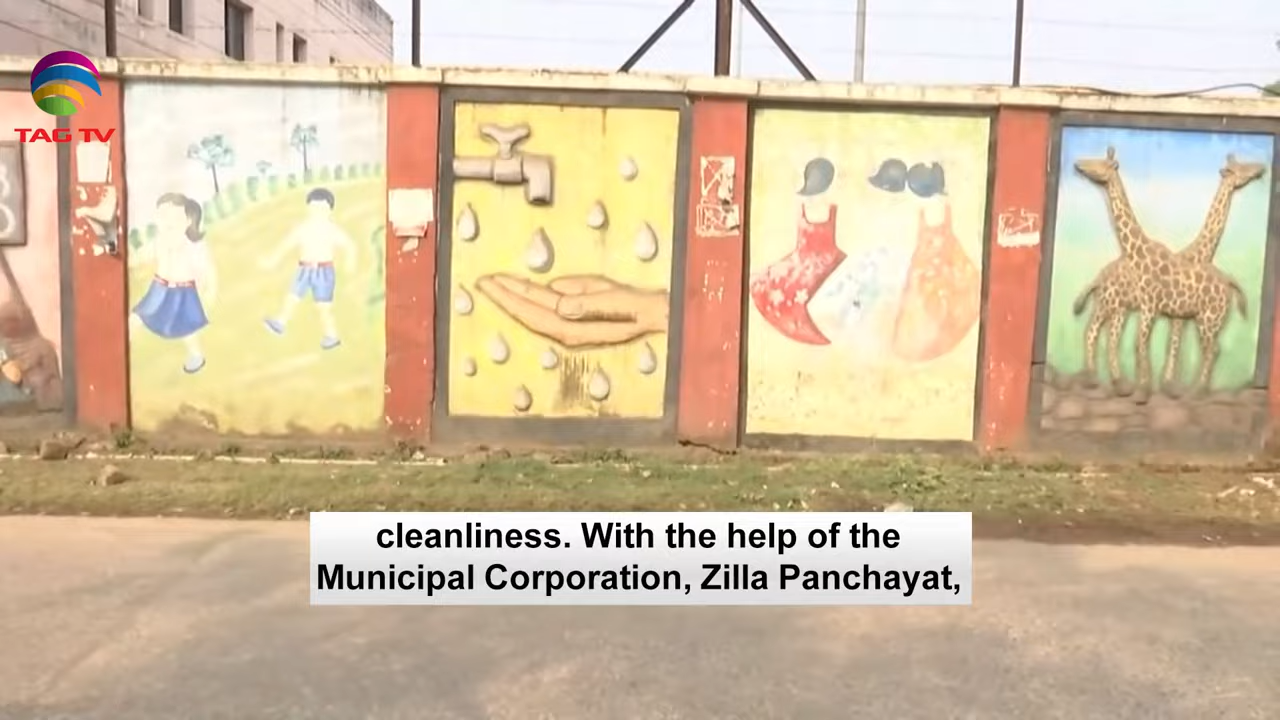 TAG TV
cleanliness. With the help of the
Municipal Corporation, Zilla Panchayat,